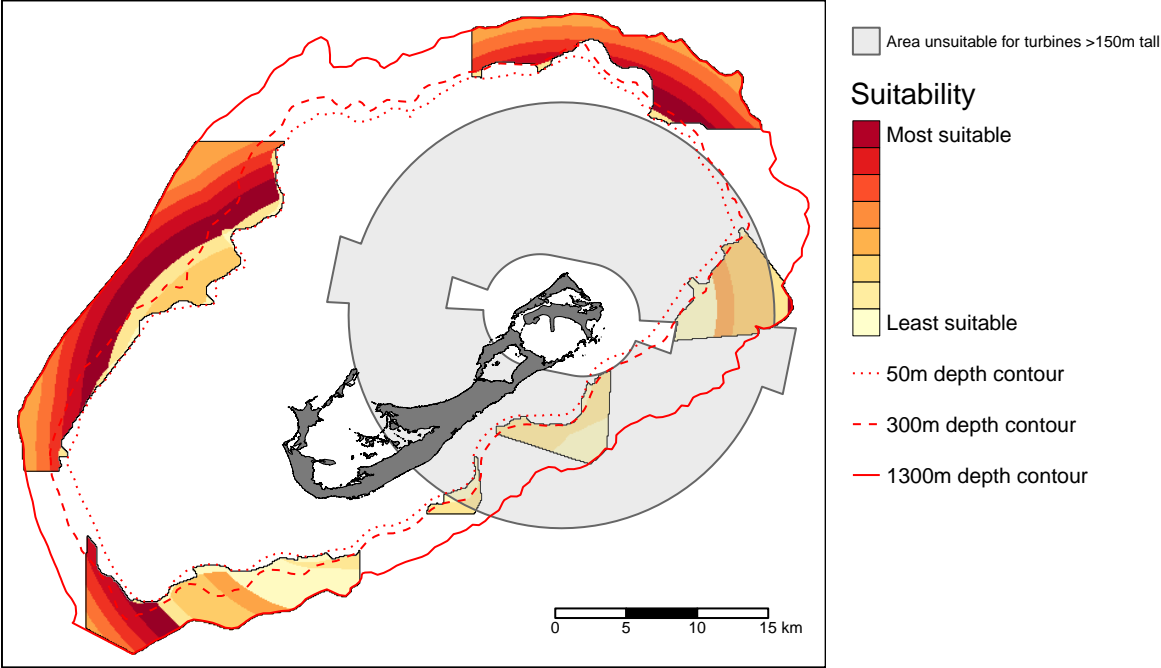 Area unsuitable for turbines >150m tall
Suitability
Most suitable
Least suitable
50m depth contour
300m depth contour
1300m depth contour
0 5 10 15 km